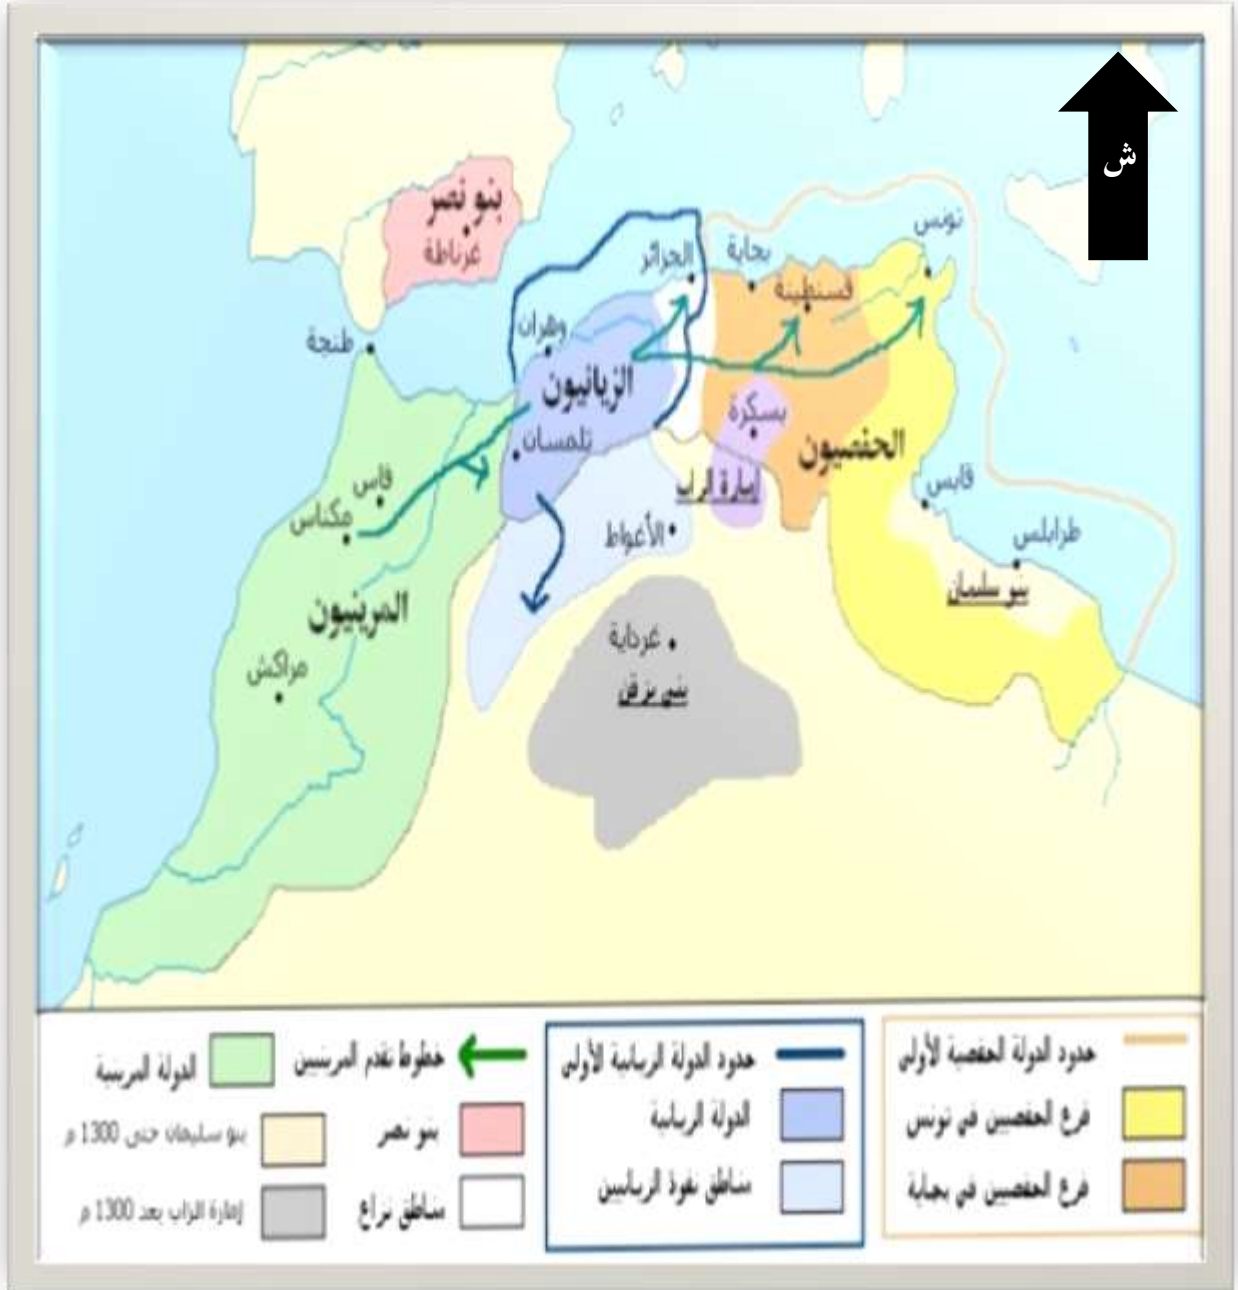 ش
بنو نصر
غرناطة
تونس
بجاية
الجزائر
قسنطينة
وهران
طنجة
الزيانيون
بسكرة
تلمسان
الحفصيون
فاس
مكناس
إمارة الزاب
قابس
الأغواط
طرابلس
بنو سليمان
المرينيون
غرداية
بني يزقن
مراكش
حدود الدولة الحفصية الأولى
فرع الحفصيين في تونس
فرع الحفصيين في بجاية
حدود الدولة الزيانية الأولى
الدولة الزيانية
مناطق نفوذ الزيانيين
خطوط تقدم المرينيين
بنو نصر
مناطق نزاع
الدولة المرينية
بنو سليمان حتى 1300 م
إمارة الزاب بعد 1300 م